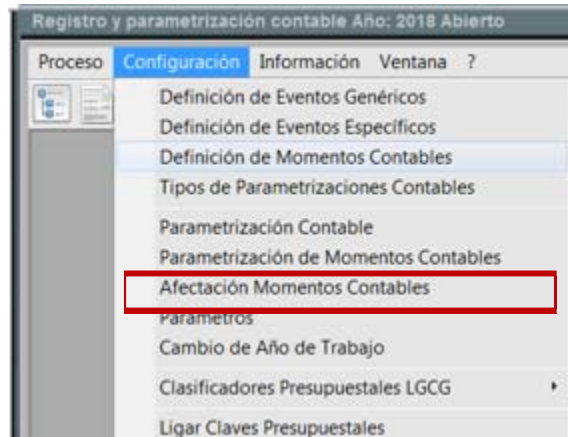 Registro y parametrización contable Año: 2018 Abierto
Proceso Configuración Información Ventana ?
Definición de Eventos Genéricos
Definición de Eventos Específicos
Definición de Momentos Contables
Tipos de Parametrizaciones Contables
Parametrización Contable
Parametrización de Momentos Contables
Afectación Momentos Contables
Parámetros
Cambio de Año de Trabajo
Clasificadores Presupuestales LGCG
Ligar Claves Presupuestales